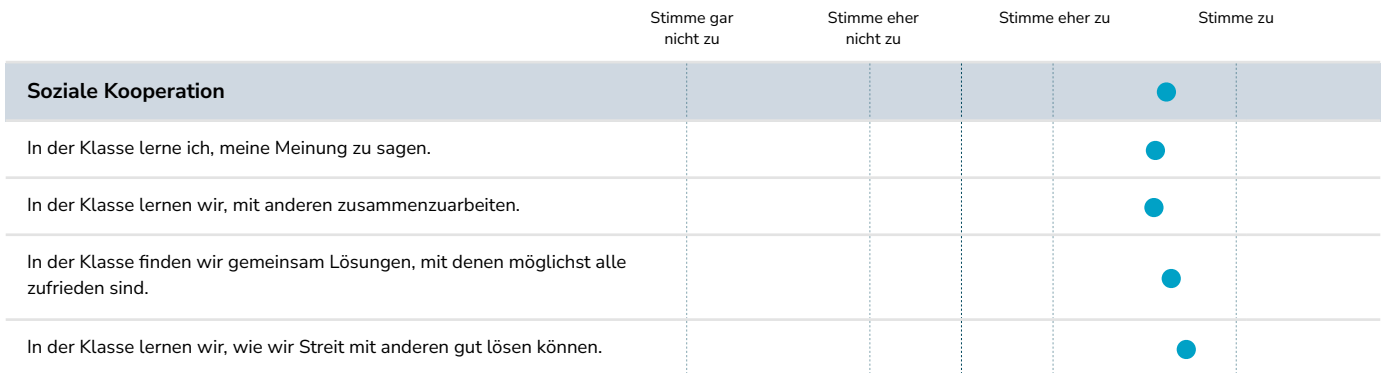 Stimme gar
nicht zu
Stimme eher
nicht zu
Stimme eher zu
Stimme zu
Soziale Kooperation
In der Klasse lerne ich, meine Meinung zu sagen.
In der Klasse lernen wir, mit anderen zusammenzuarbeiten.
In der Klasse finden wir gemeinsam Lösungen, mit denen möglichst alle
zufrieden sind.
In der Klasse lernen wir, wie wir Streit mit anderen gut lösen können.